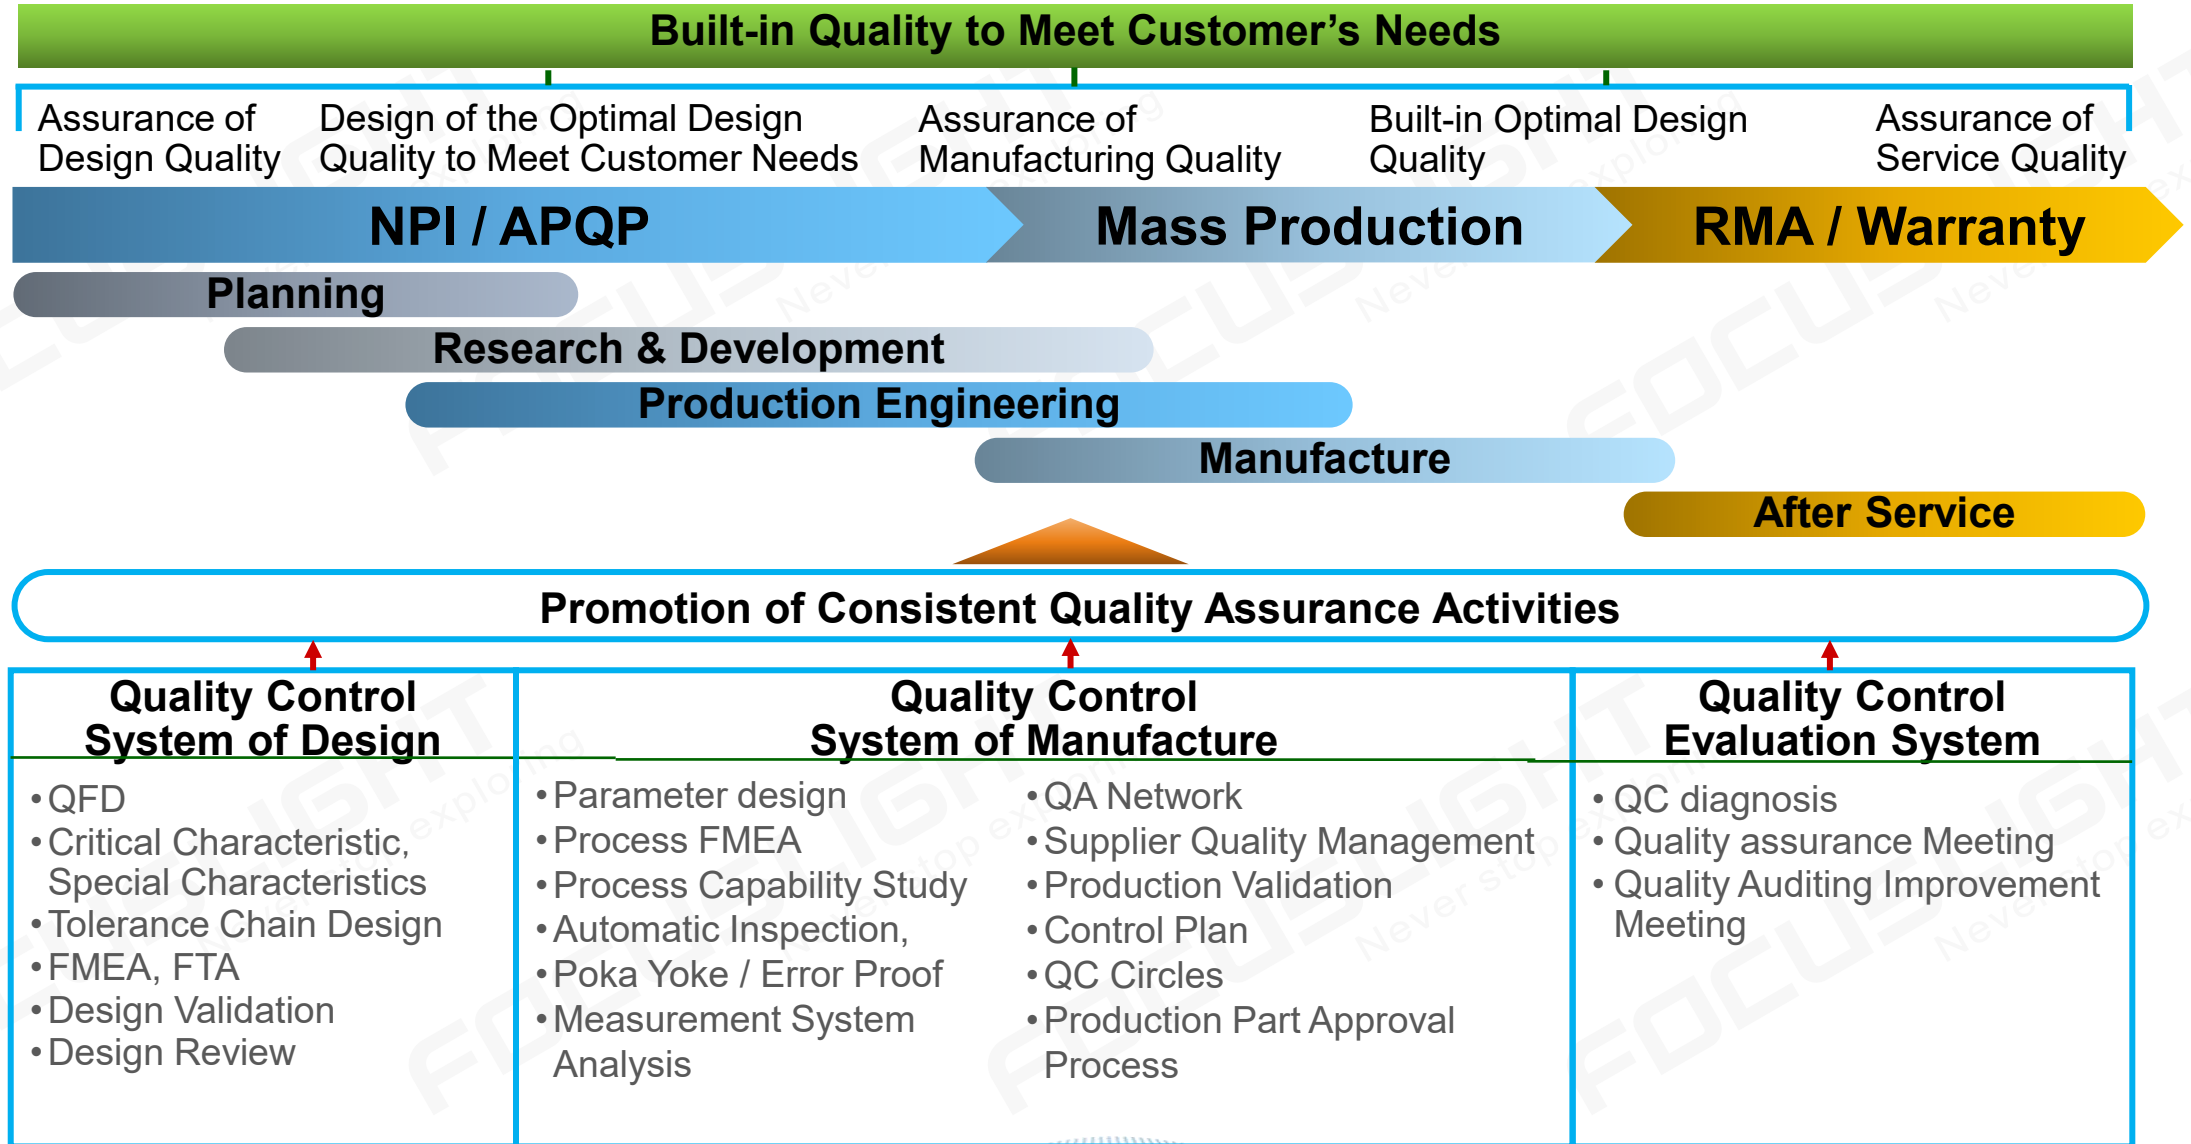 Built-in Quality to Meet Customer’s Needs
Assurance of
Design Quality
Design of the Optimal Design
Quality to Meet Customer Needs
Assurance of
Manufacturing Quality
Built-in Optimal Design
Quality
Assurance of
Service Quality
NPI / APQP
Mass Production
RMA / Warranty
Planning
Research & Development
Production Engineering
Manufacture
After Service
Promotion of Consistent Quality Assurance Activities
Quality Control
System of Design
•QFD
•Critical Characteristic,
Special Characteristics
•Tolerance Chain Design
•FMEA, FTA
•Design Validation
•Design Review
Quality Control
System of Manufacture
•Parameter design
•Process FMEA
•Process Capability Study
•Automatic Inspection,
•Poka Yoke / Error Proof
•Measurement System
Analysis
•QA Network
•Supplier Quality Management
•Production Validation
•Control Plan
•QC Circles
•Production Part Approval
Process
Quality Control
Evaluation System
• QC diagnosis
• Quality assurance Meeting
• Quality Auditing Improvement
Meeting
FOCUSLIGHT
Never stop exploring